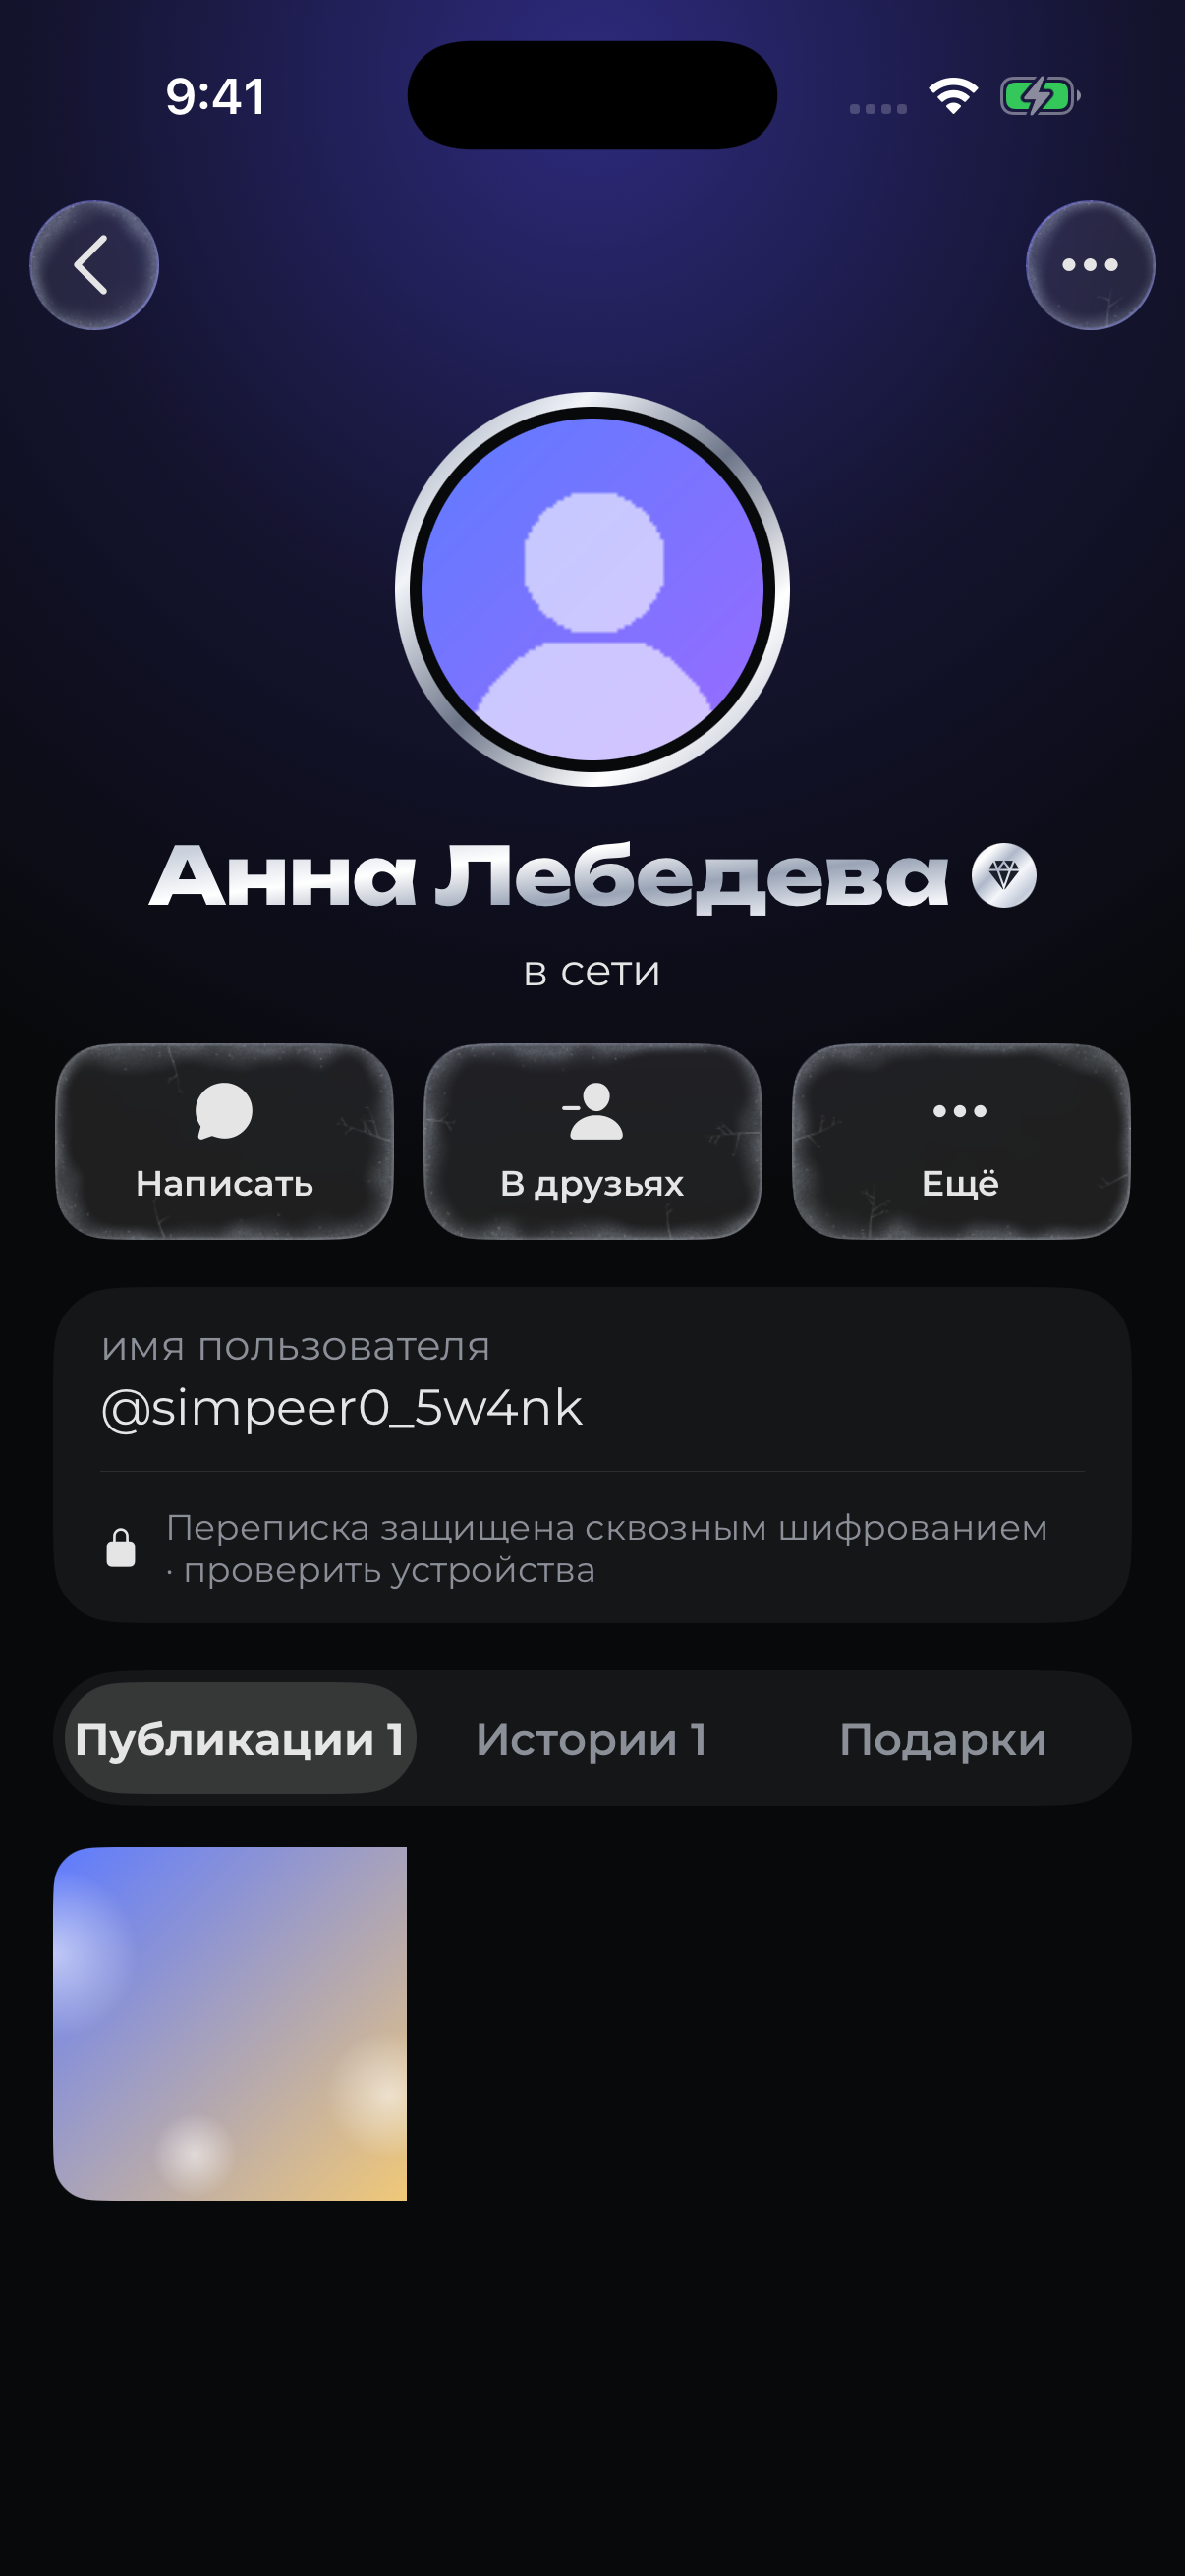 9:41
Анна Лебедева
в сети
Написать
В друзьях
Ещё
имя пользователя
@simpeer0_5w4nk
Переписка защищена сквозным шифрованием
· проверить устройства
Публикации 1
Истории 1
Подарки